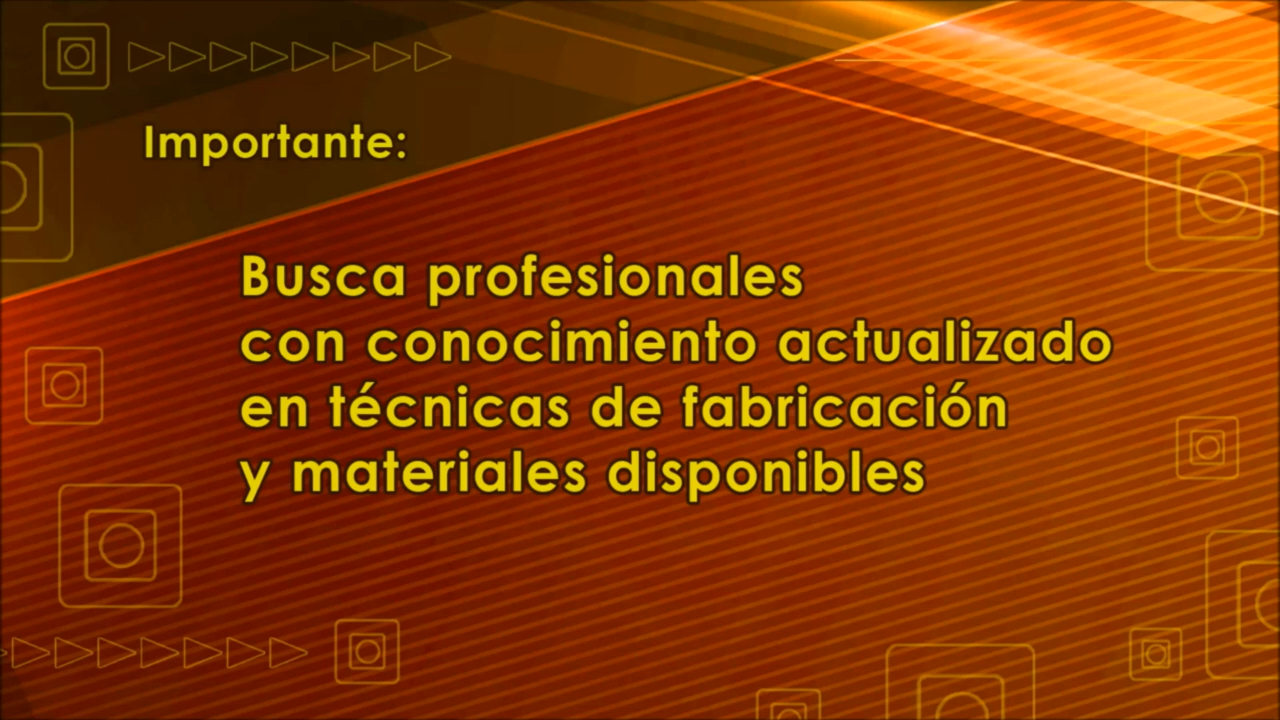 Importante:
Busca profesionales
con conocimiento actualizado
en técnicas de fabricación
y materiales disponibles